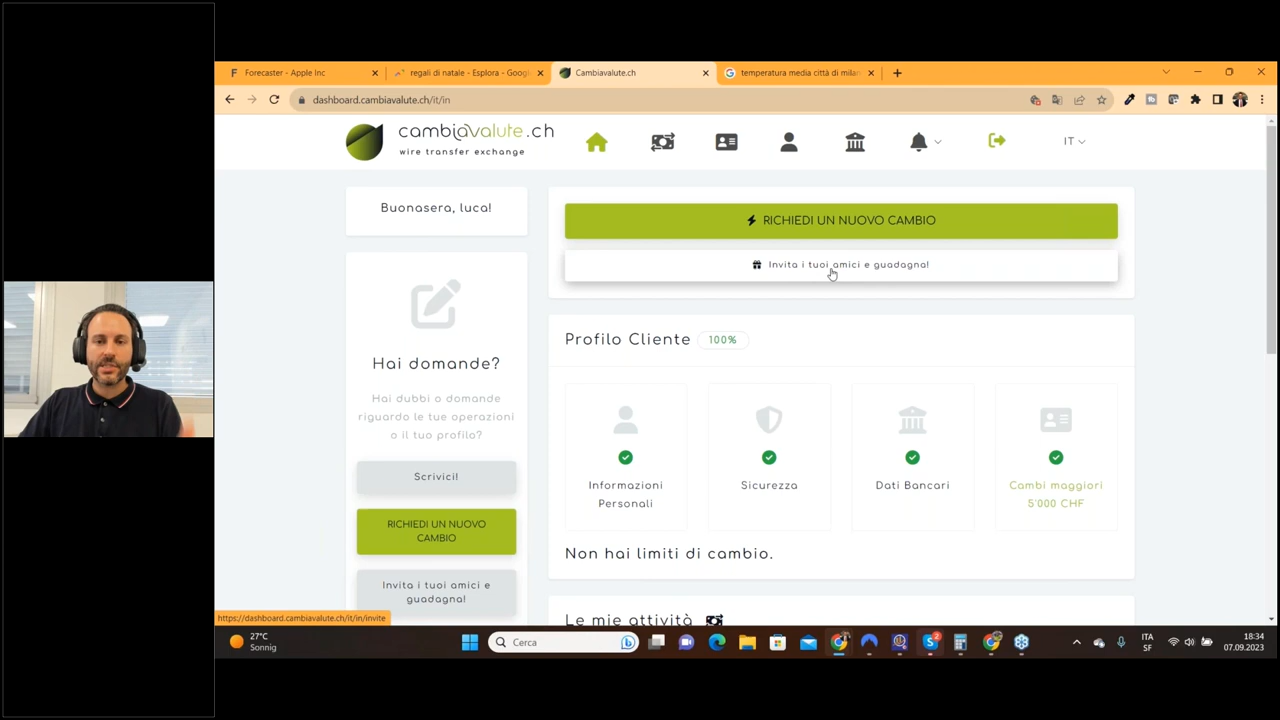 Forecaster - Apple Inc
regali di natale - Esplora - Googl
Cambiavalute.ch
temperatura media città di milan
dashboard.cambiavalute.ch/it/in
cambiavalute.ch
wire transfer exchange
IT
Buonasera, luca!
RICHIEDI UN NUOVO CAMBIO
Invita i tuoi amici e guadagna!
Hai domande?
Hai dubbi o domande
riguardo le tue operazioni
o il tuo profilo?
Scrivici!
RICHIEDI UN NUOVO
CAMBIO
Invita i tuoi amici e
guadagna!
Profilo Cliente 100%
Informazioni
Personali
Sicurezza
Dati Bancari
Cambi maggiori
5'000 CHF
Non hai limiti di cambio.
Le mie attività
https://dashboard.cambiavalute.ch/it/in/invite
27°C
Sonnig
Cerca
2
ITA
SF
18:34
07.09.2023